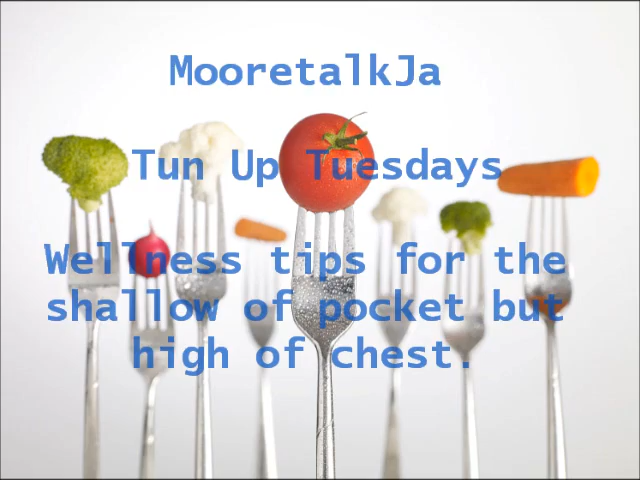 MooretalkJa
Tun Up Tuesdays
Wellness tips for the
shallow of pocket but
high of chest.